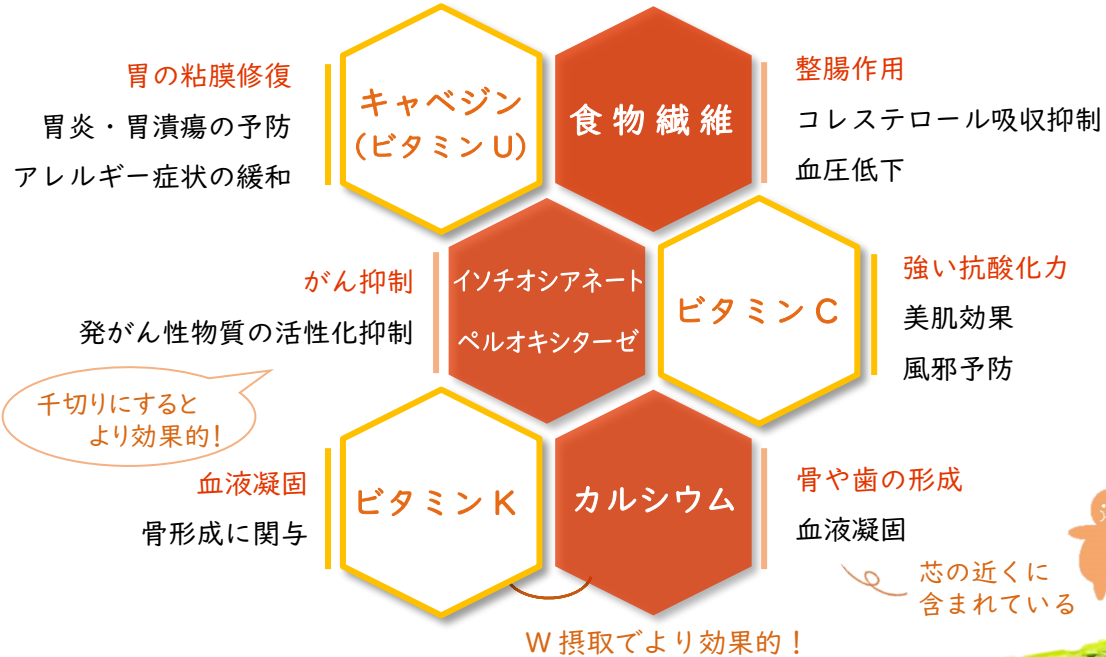 胃の粘膜修復
胃炎・胃潰瘍の予防
アレルギー症状の緩和
キャベジン
(ビタミンU)
食物繊維
整腸作用
コレステロール吸収抑制
血圧低下
がん抑制
発がん性物質の活性化抑制
イソチオシアネート
ペルオキシターゼ
千切りにすると
より効果的！
ビタミンC
強い抗酸化力
美肌効果
風邪予防
血液凝固
骨形成に関与
ビタミンK
カルシウム
骨や歯の形成
血液凝固
芯の近くに
含まれている
W摂取でより効果的！